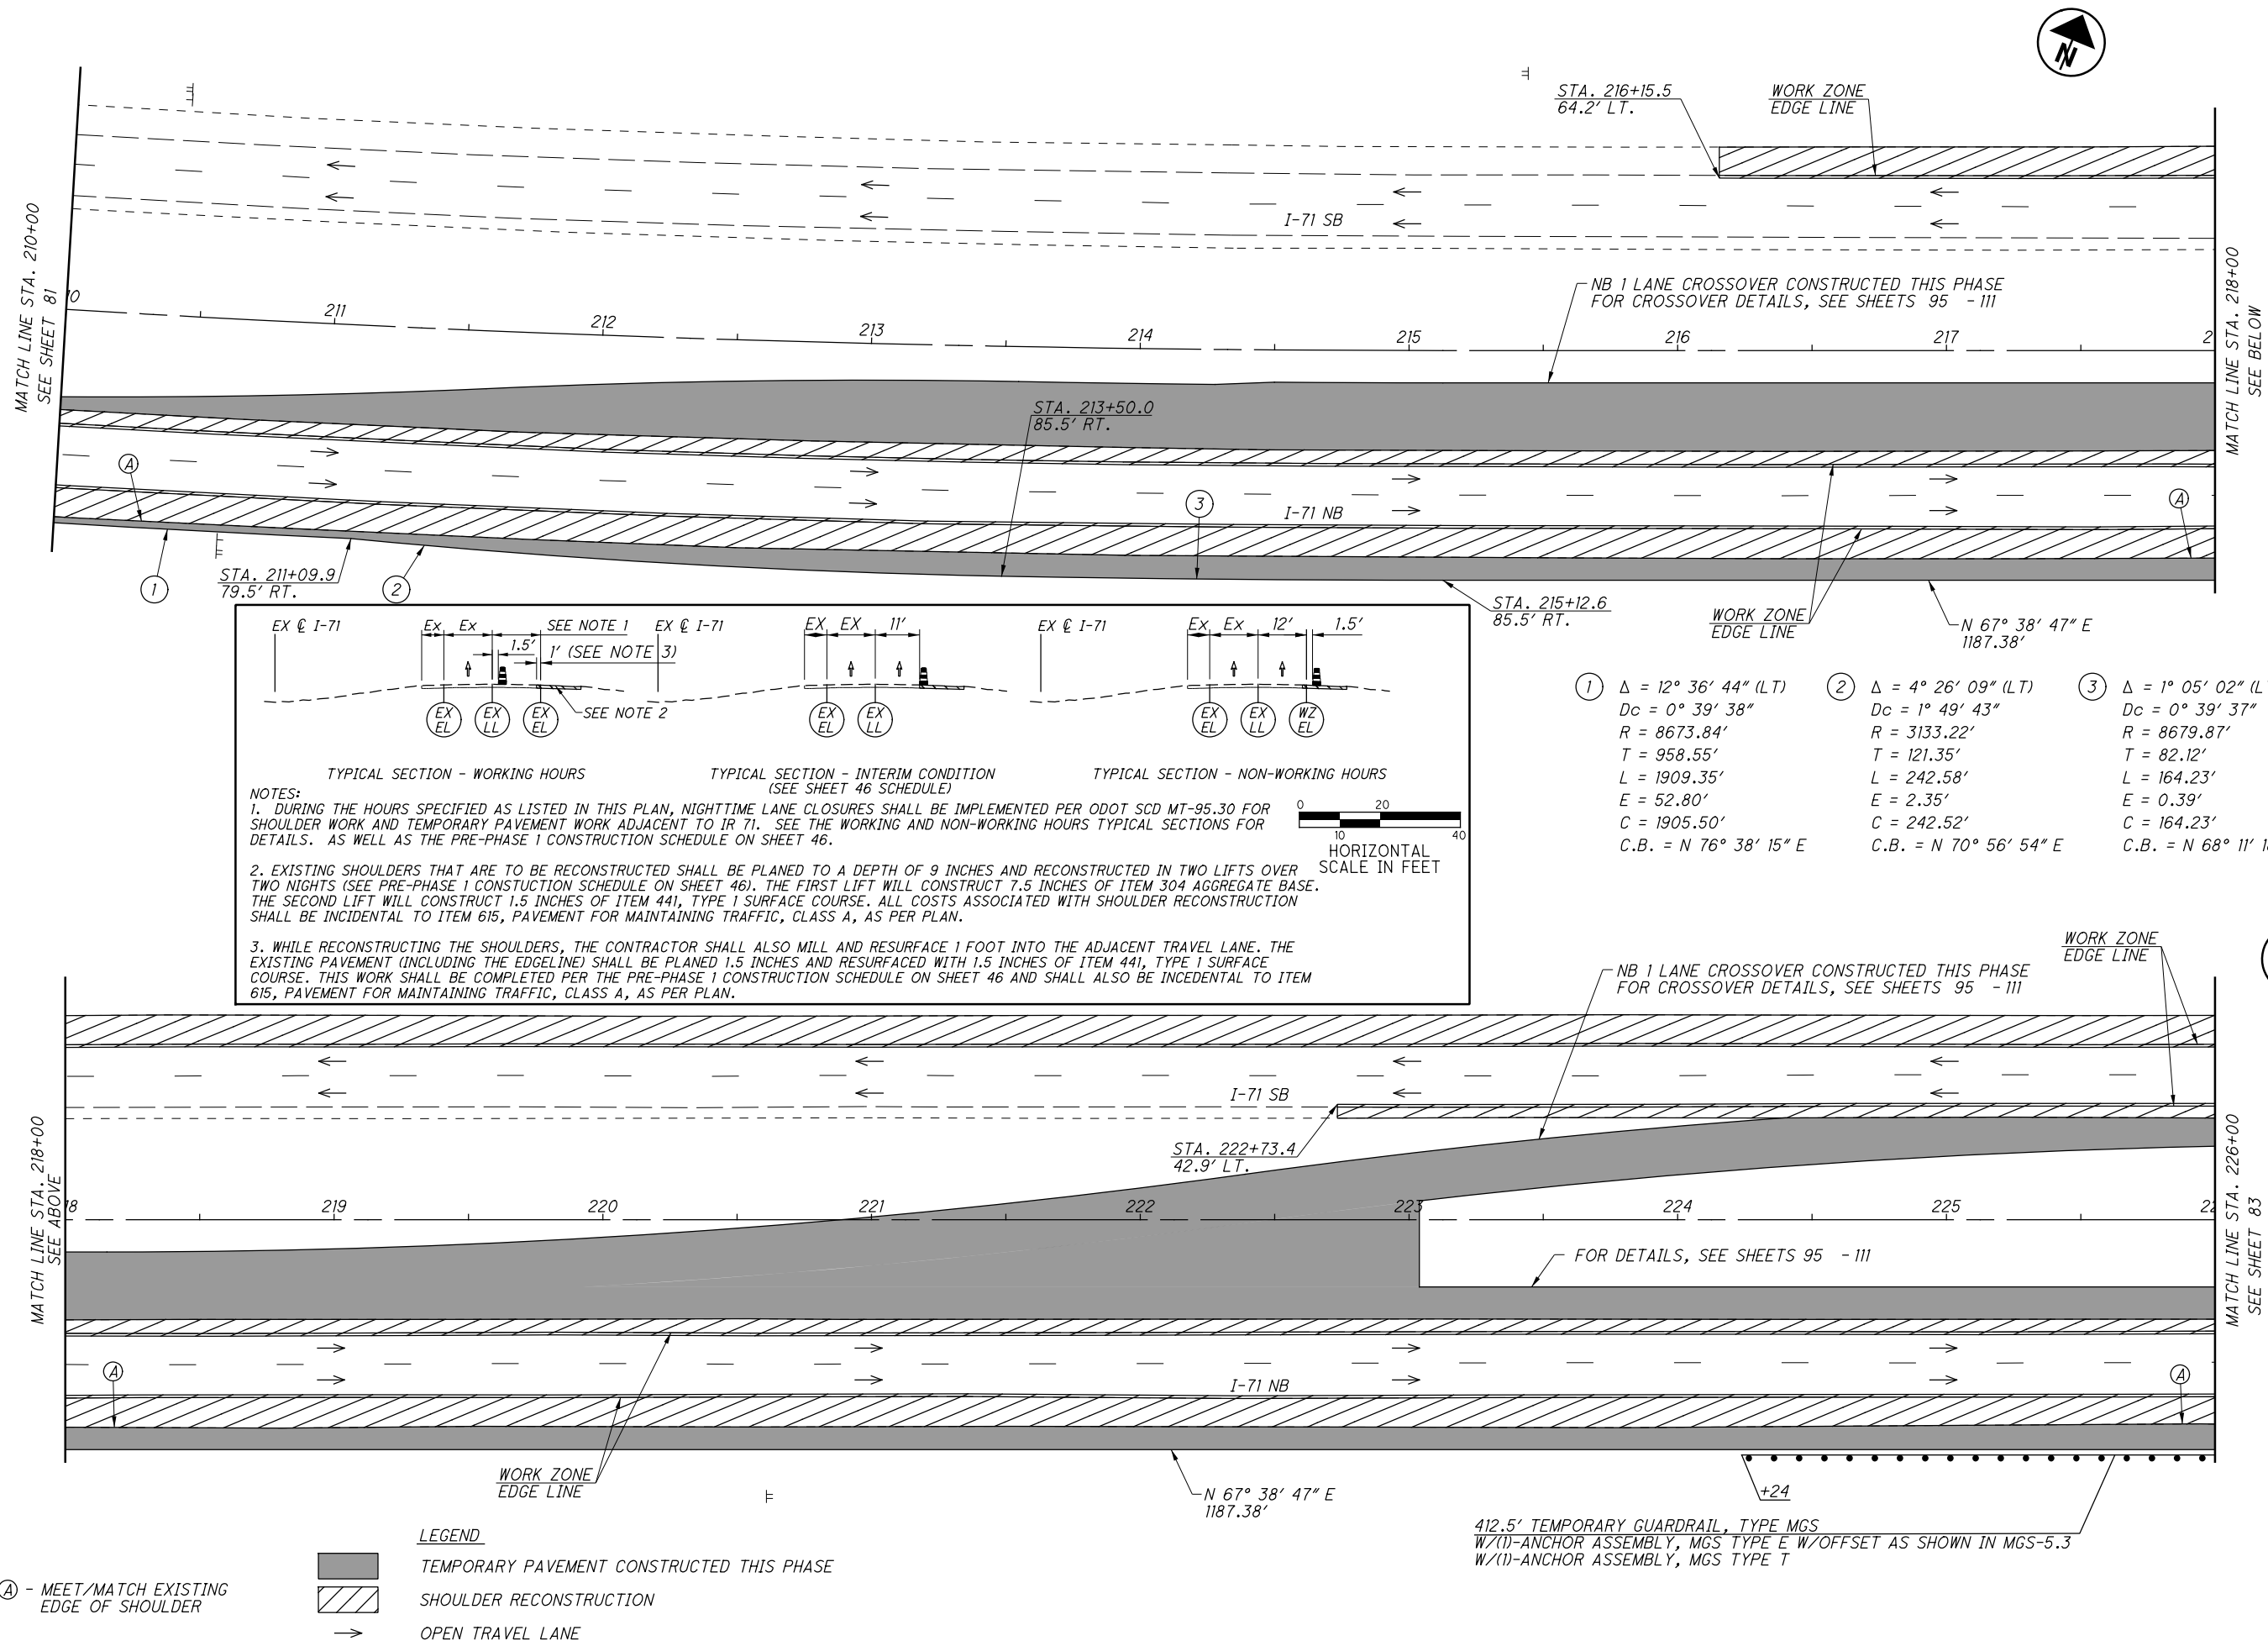 N
STA. 216+15.5
64.2' LT.
WORK ZONE
EDGE LINE
MATCH LINE STA. 210+00
SEE SHEET 81
I-71 SB
NB 1 LANE CROSSOVER CONSTRUCTED THIS PHASE
FOR CROSSOVER DETAILS, SEE SHEETS 95 - 111
MATCH LINE STA. 218+00
SEE BELOW
10 211 212 213 214 215 216 217 2
STA. 213+50.0
85.5' RT.
A
3
A
I-71 NB
1
STA. 211+09.9
79.5' RT.
2
STA. 215+12.6
85.5' RT.
WORK ZONE
EDGE LINE
N 67° 38' 47" E
1187.38'
EX ℄ I-71
Ex Ex SEE NOTE 1
1.5'
1' (SEE NOTE 3)
SEE NOTE 2
EX EL
EX LL
EX EL
TYPICAL SECTION - WORKING HOURS
EX ℄ I-71
EX EX 11'
EX EL
EX LL
TYPICAL SECTION - INTERIM CONDITION
(SEE SHEET 46 SCHEDULE)
EX ℄ I-71
Ex Ex 12' 1.5'
EX EL
EX LL
WZ EL
TYPICAL SECTION - NON-WORKING HOURS
NOTES:
1. DURING THE HOURS SPECIFIED AS LISTED IN THIS PLAN, NIGHTTIME LANE CLOSURES SHALL BE IMPLEMENTED PER ODOT SCD MT-95.30 FOR
SHOULDER WORK AND TEMPORARY PAVEMENT WORK ADJACENT TO IR 71. SEE THE WORKING AND NON-WORKING HOURS TYPICAL SECTIONS FOR
DETAILS. AS WELL AS THE PRE-PHASE 1 CONSTRUCTION SCHEDULE ON SHEET 46.
2. EXISTING SHOULDERS THAT ARE TO BE RECONSTRUCTED SHALL BE PLANED TO A DEPTH OF 9 INCHES AND RECONSTRUCTED IN TWO LIFTS OVER
TWO NIGHTS (SEE PRE-PHASE 1 CONSTUCTION SCHEDULE ON SHEET 46). THE FIRST LIFT WILL CONSTRUCT 7.5 INCHES OF ITEM 304 AGGREGATE BASE.
THE SECOND LIFT WILL CONSTRUCT 1.5 INCHES OF ITEM 441, TYPE 1 SURFACE COURSE. ALL COSTS ASSOCIATED WITH SHOULDER RECONSTRUCTION
SHALL BE INCIDENTAL TO ITEM 615, PAVEMENT FOR MAINTAINING TRAFFIC, CLASS A, AS PER PLAN.
3. WHILE RECONSTRUCTING THE SHOULDERS, THE CONTRACTOR SHALL ALSO MILL AND RESURFACE 1 FOOT INTO THE ADJACENT TRAVEL LANE. THE
EXISTING PAVEMENT (INCLUDING THE EDGELINE) SHALL BE PLANED 1.5 INCHES AND RESURFACED WITH 1.5 INCHES OF ITEM 441, TYPE 1 SURFACE
COURSE. THIS WORK SHALL BE COMPLETED PER THE PRE-PHASE 1 CONSTRUCTION SCHEDULE ON SHEET 46 AND SHALL ALSO BE INCEDENTAL TO ITEM
615, PAVEMENT FOR MAINTAINING TRAFFIC, CLASS A, AS PER PLAN.
0 20
10 40
HORIZONTAL
SCALE IN FEET
1 Δ = 12° 36' 44" (LT)
Dc = 0° 39' 38"
R = 8673.84'
T = 958.55'
L = 1909.35'
E = 52.80'
C = 1905.50'
C.B. = N 76° 38' 15" E
2 Δ = 4° 26' 09" (LT)
Dc = 1° 49' 43"
R = 3133.22'
T = 121.35'
L = 242.58'
E = 2.35'
C = 242.52'
C.B. = N 70° 56' 54" E
3 Δ = 1° 05' 02" (L
Dc = 0° 39' 37"
R = 8679.87'
T = 82.12'
L = 164.23'
E = 0.39'
C = 164.23'
C.B. = N 68° 11'
WORK ZONE
EDGE LINE
NB 1 LANE CROSSOVER CONSTRUCTED THIS PHASE
FOR CROSSOVER DETAILS, SEE SHEETS 95 - 111
I-71 SB
STA. 222+73.4
42.9' LT.
MATCH LINE STA. 218+00
SEE ABOVE
18 219 220 221 222 223 224 225 22
MATCH LINE STA. 226+00
SEE SHEET 83
FOR DETAILS, SEE SHEETS 95 - 111
A
I-71 NB
A
WORK ZONE
EDGE LINE
N 67° 38' 47" E
1187.38'
+24
412.5' TEMPORARY GUARDRAIL, TYPE MGS
W/(1)-ANCHOR ASSEMBLY, MGS TYPE E W/OFFSET AS SHOWN IN MGS-5.3
W/(1)-ANCHOR ASSEMBLY, MGS TYPE T
LEGEND
TEMPORARY PAVEMENT CONSTRUCTED THIS PHASE
SHOULDER RECONSTRUCTION
OPEN TRAVEL LANE
A - MEET/MATCH EXISTING
EDGE OF SHOULDER